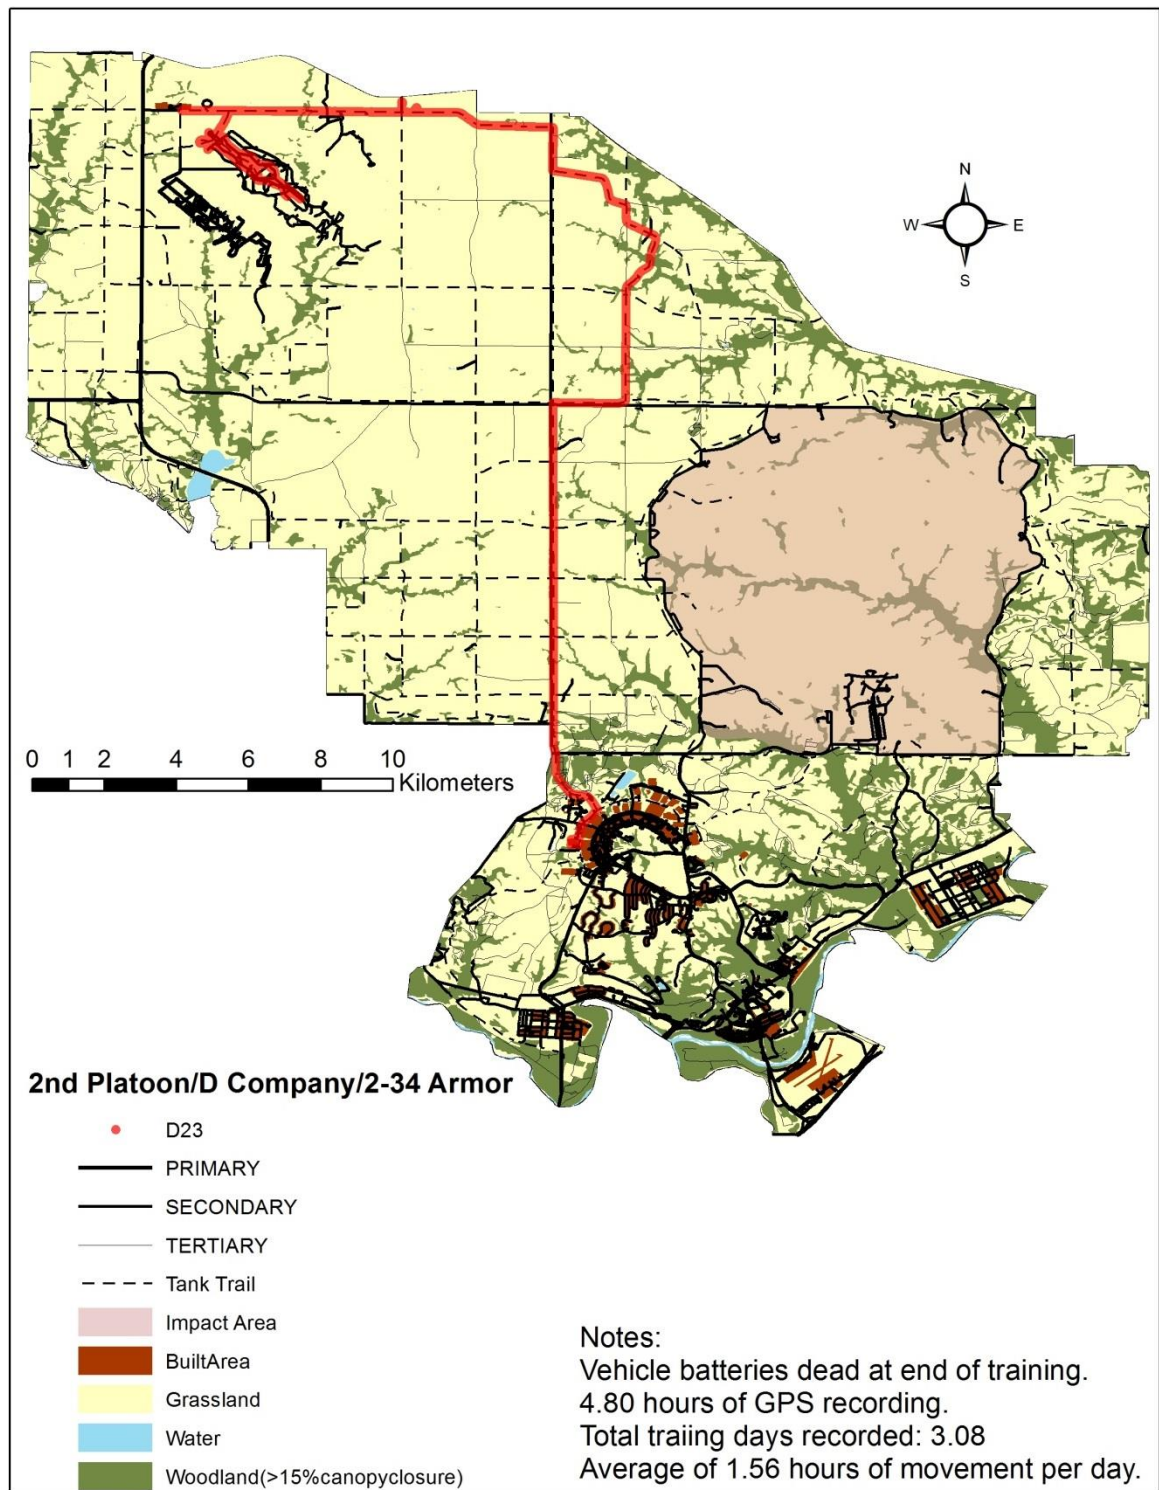 N
W E
S
0 1 2 4 6 8 10
Kilometers
2nd Platoon/D Company/2-34 Armor
D23
PRIMARY
SECONDARY
TERTIARY
Tank Trail
Impact Area
BuiltArea
Grassland
Water
Woodland(>15%canopyclosure)
Notes:
Vehicle batteries dead at end of training.
4.80 hours of GPS recording.
Total traiing days recorded: 3.08
Average of 1.56 hours of movement per day.